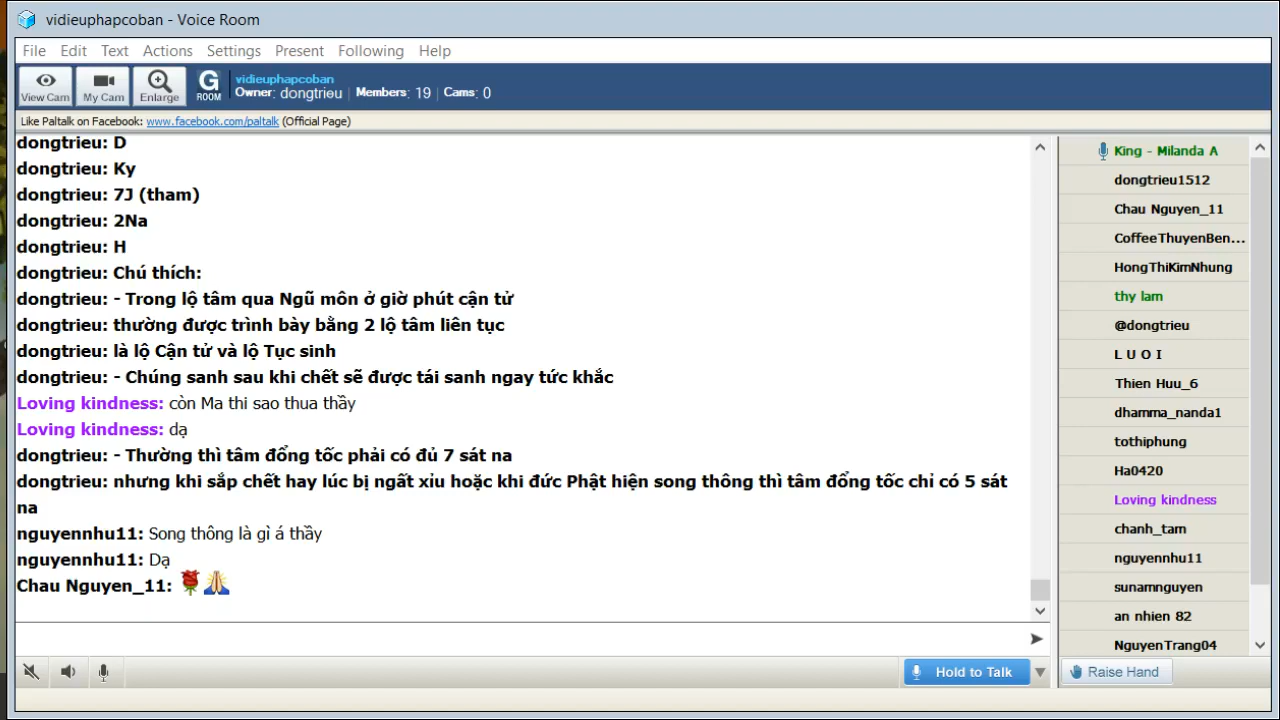 vidieuphapcoban - Voice Room
File Edit Text Actions Settings Present Following Help
View Cam
My Cam
Enlarge
G ROOM
vidieuphapcoban
Owner: dongtrieu | Members: 19 | Cams: 0
Like Paltalk on Facebook: www.facebook.com/paltalk (Official Page)
dongtrieu: D
dongtrieu: Ky
dongtrieu: 7J (tham)
dongtrieu: 2Na
dongtrieu: H
dongtrieu: Chú thích:
dongtrieu: - Trong lộ tâm qua Ngũ môn ở giờ phút cận tử
dongtrieu: thường được trình bày bằng 2 lộ tâm liên tục
dongtrieu: là lộ Cận tử và lộ Tục sinh
dongtrieu: - Chúng sanh sau khi chết sẽ được tái sanh ngay tức khắc
Loving kindness: còn Ma thi sao thua thầy
Loving kindness: dạ
dongtrieu: - Thường thì tâm đổng tốc phải có đủ 7 sát na
dongtrieu: nhưng khi sắp chết hay lúc bị ngất xỉu hoặc khi đức Phật hiện song thông thì tâm đổng tốc chỉ có 5 sát
na
nguyennhu11: Song thông là gì á thầy
nguyennhu11: Dạ
Chau Nguyen_11: 🌹🙏
King - Milanda A
dongtrieu1512
Chau Nguyen_11
CoffeeThuyenBen...
HongThiKimNhung
thy lam
@dongtrieu
L U O I
Thien Huu_6
dhamma_nanda1
tothiphung
Ha0420
Loving kindness
chanh_tam
nguyennhu11
sunamnguyen
an nhien 82
NguyenTrang04
Hold to Talk
Raise Hand